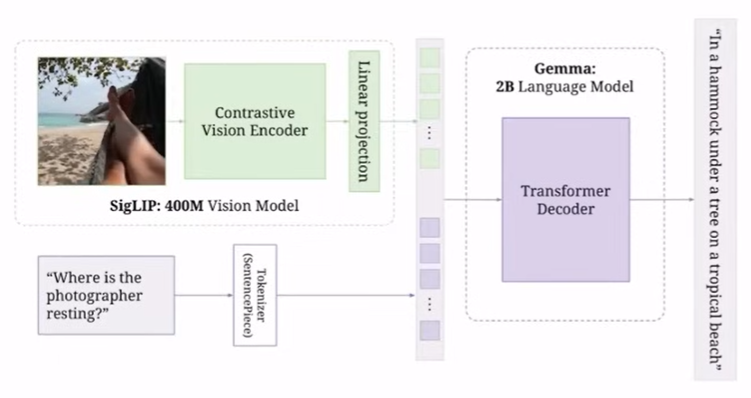 Contrastive
Vision Encoder
Linear projection
SigLIP: 400M Vision Model
“Where is the
photographer
resting?”
Tokenizer
(SentencePiece)
...
...
Gemma:
2B Language Model
Transformer
Decoder
“In a hammock under a tree on a tropical beach”